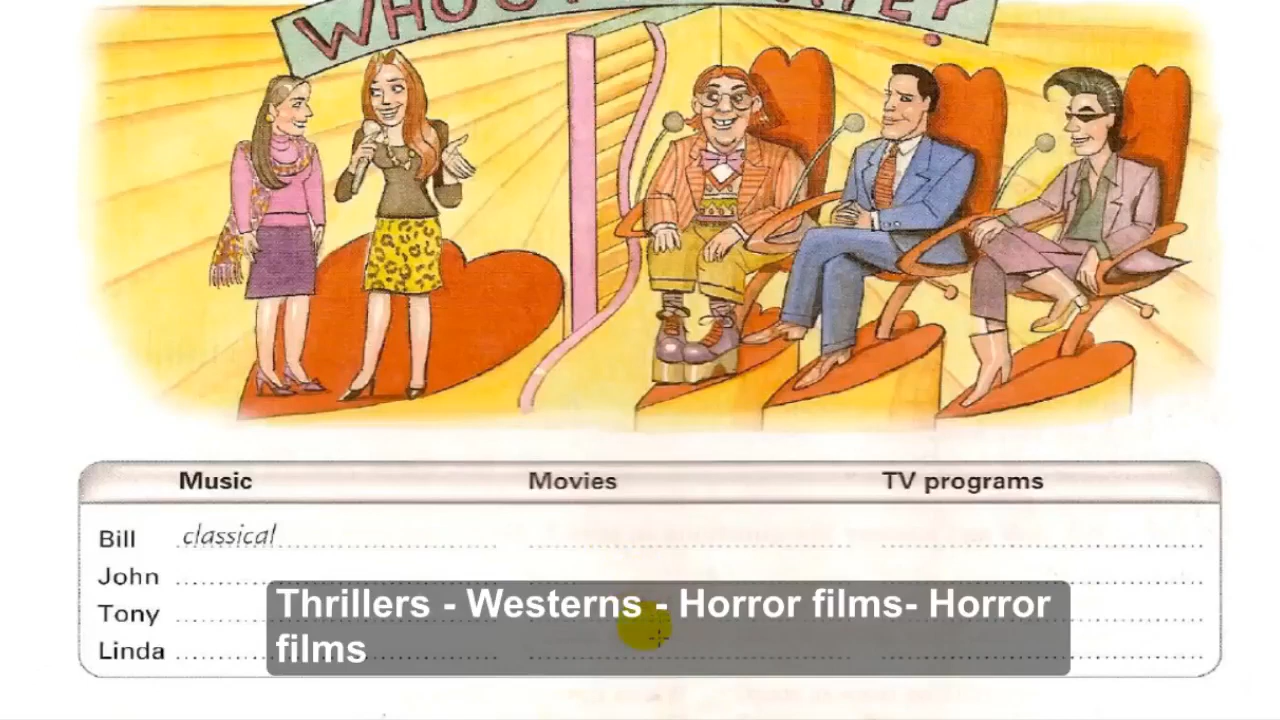 Music Movies TV programs
Bill classical
John
Tony
Linda
Thrillers - Westerns - Horror films- Horror
films